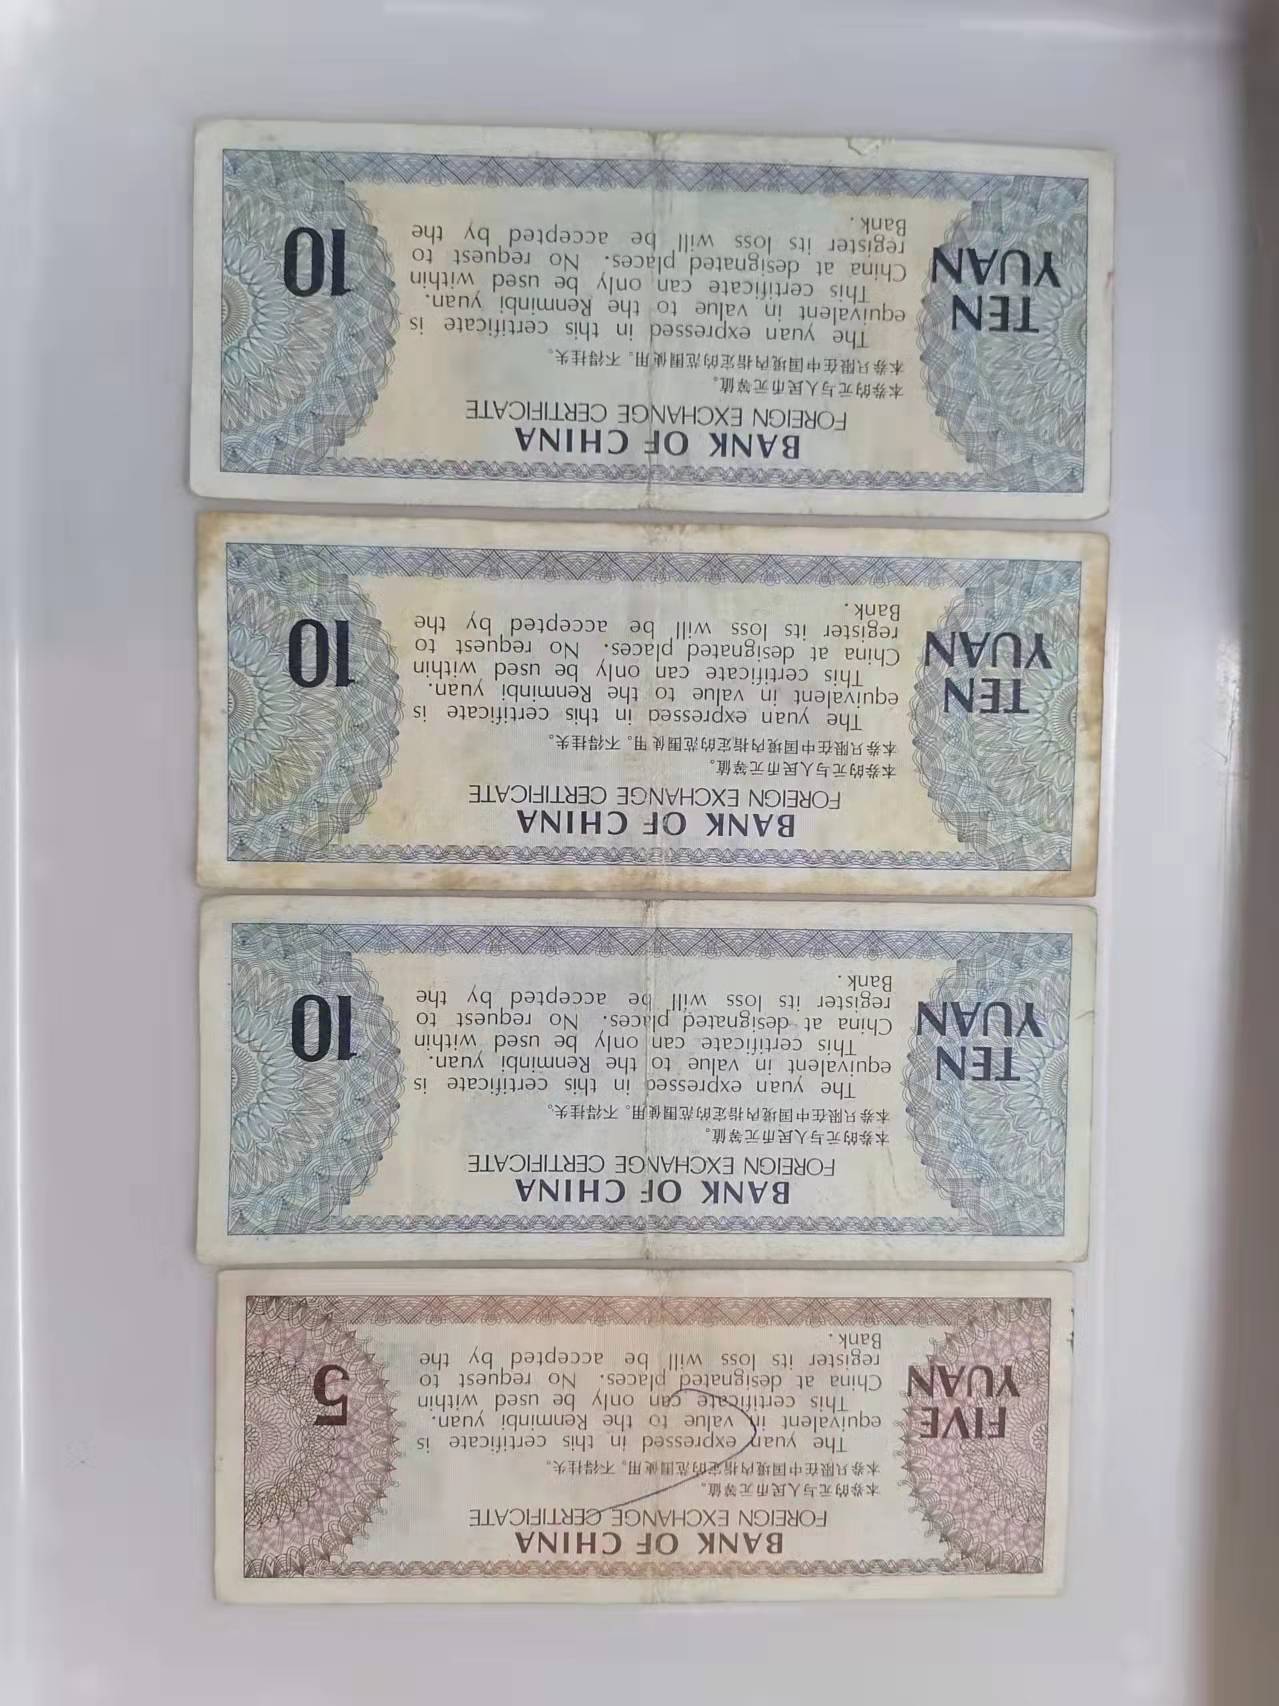 BANK OF CHINA
FOREIGN EXCHANGE CERTIFICATE
本券的元与人民币元等值。
本券只限在中国境内指定的范围使用。不得挂失。
The yuan expressed in this certificate is
equivalent in value to the Renminbi yuan.
This certificate can only be used within
China at designated places. No request to
register its loss will be accepted by the
Bank.
FIVE
YUAN
5
BANK OF CHINA
FOREIGN EXCHANGE CERTIFICATE
本券的元与人民币元等值。
本券只限在中国境内指定的范围使用。不得挂失。
The yuan expressed in this certificate is
equivalent in value to the Renminbi yuan.
This certificate can only be used within
China at designated places. No request to
register its loss will be accepted by the
Bank.
TEN
YUAN
10
BANK OF CHINA
FOREIGN EXCHANGE CERTIFICATE
本券的元与人民币元等值。
本券只限在中国境内指定的范围使用。不得挂失。
The yuan expressed in this certificate is
equivalent in value to the Renminbi yuan.
This certificate can only be used within
China at designated places. No request to
register its loss will be accepted by the
Bank.
TEN
YUAN
10
BANK OF CHINA
FOREIGN EXCHANGE CERTIFICATE
本券的元与人民币元等值。
本券只限在中国境内指定的范围使用。不得挂失。
The yuan expressed in this certificate is
equivalent in value to the Renminbi yuan.
This certificate can only be used within
China at designated places. No request to
register its loss will be accepted by the
Bank.
TEN
YUAN
10